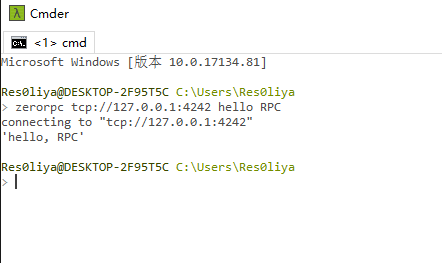 λ Cmder
<1> cmd
Microsoft Windows [版本 10.0.17134.81]
Res0liya@DESKTOP-2F95T5C C:\Users\Res0liya
> zerorpc tcp://127.0.0.1:4242 hello RPC
connecting to "tcp://127.0.0.1:4242"
'hello, RPC'
Res0liya@DESKTOP-2F95T5C C:\Users\Res0liya
>